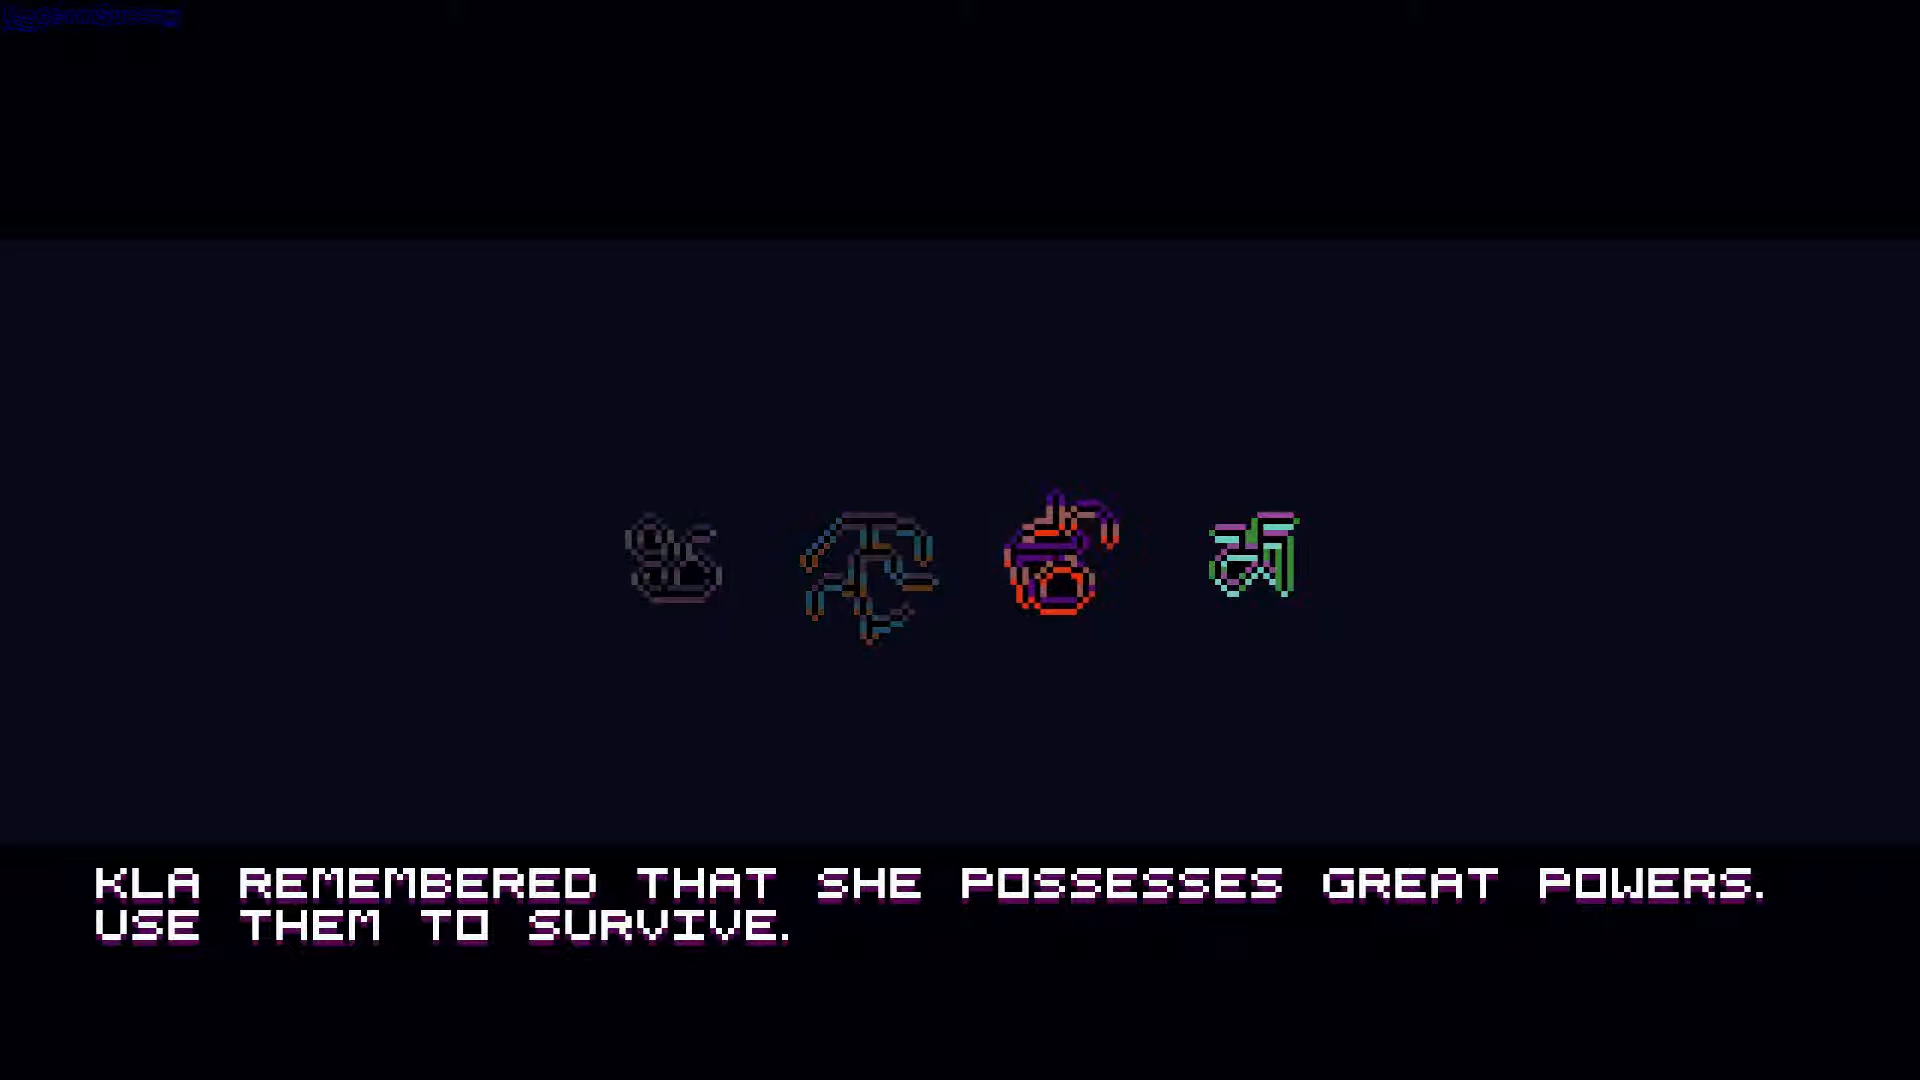 KLA REMEMBERED THAT SHE POSSESSES GREAT POWERS.
USE THEM TO SURVIVE.